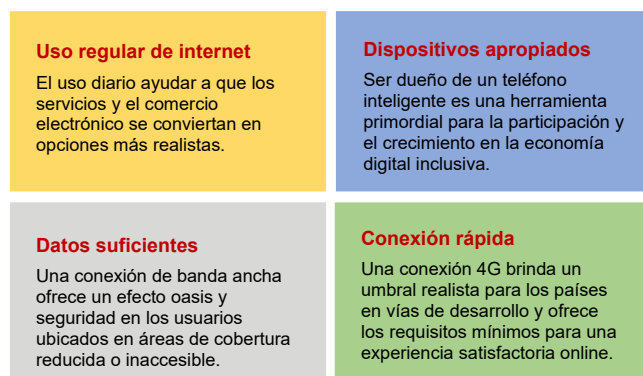 Uso regular de internet
El uso diario ayudar a que los
servicios y el comercio
electrónico se conviertan en
opciones más realistas.
Dispositivos apropiados
Ser dueño de un teléfono
inteligente es una herramienta
primordial para la participación y
el crecimiento en la economía
digital inclusiva.
Datos suficientes
Una conexión de banda ancha
ofrece un efecto oasis y
seguridad en los usuarios
ubicados en áreas de cobertura
reducida o inaccesible.
Conexión rápida
Una conexión 4G brinda un
umbral realista para los países
en vías de desarrollo y ofrece
los requisitos mínimos para una
experiencia satisfactoria online.